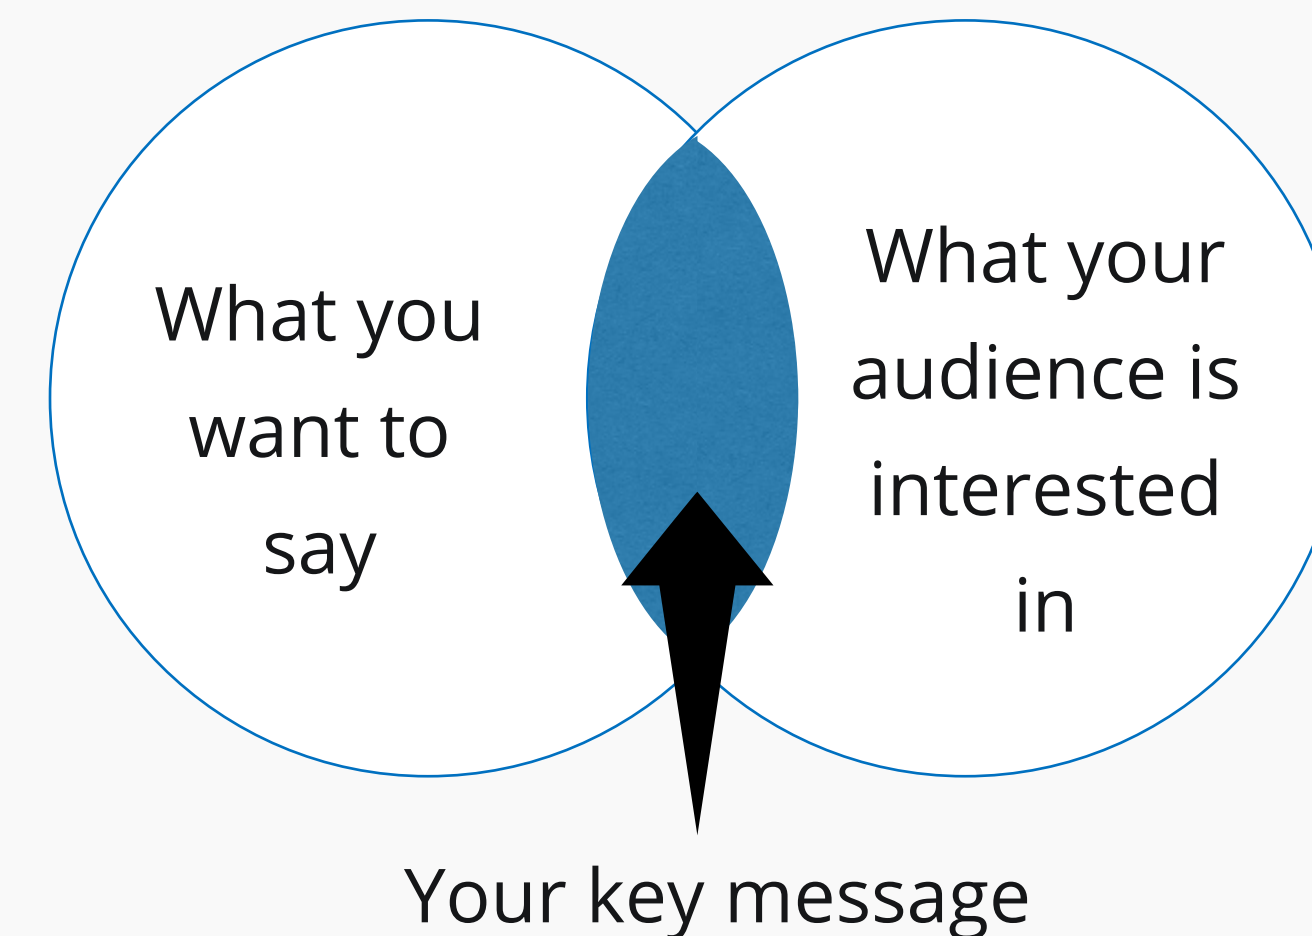 What you
want to
say
What your
audience is
interested
in
Your key message